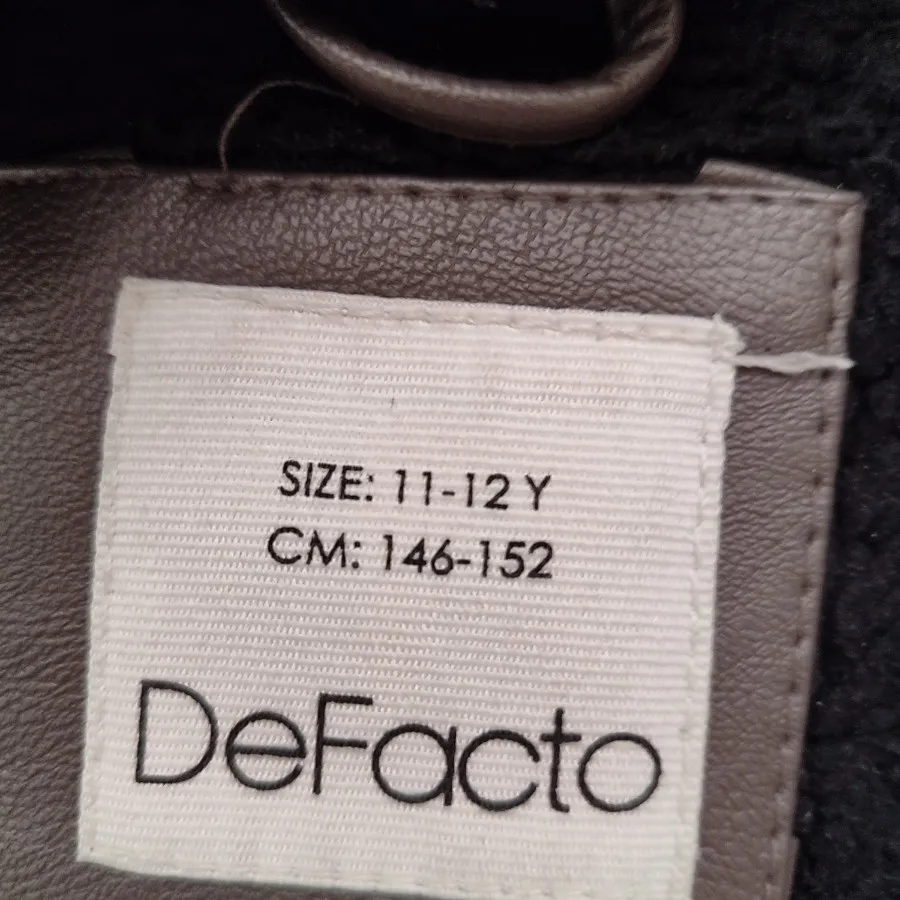 SIZE: 11-12 Y
CM: 146-152
DeFacto